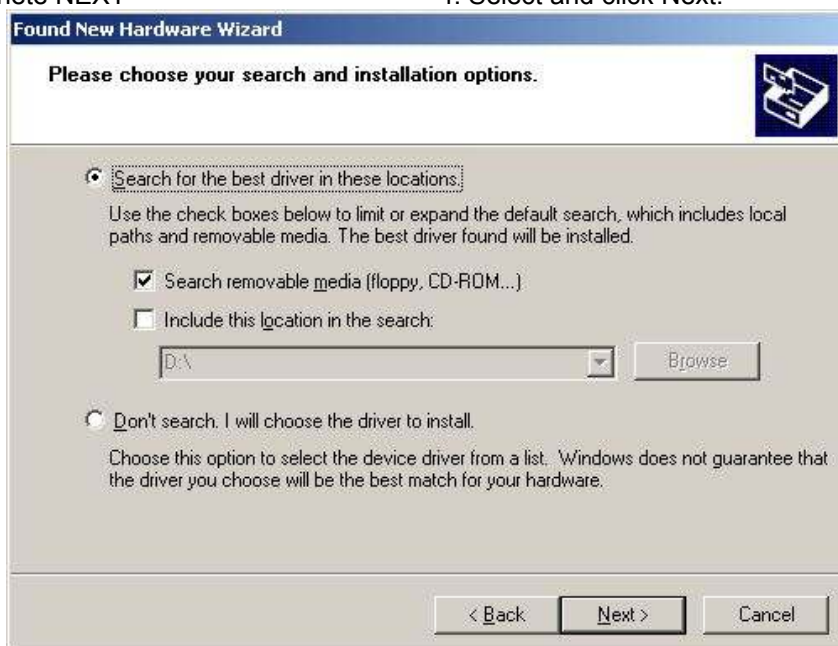 NEXT
Select and click Next.
Found New Hardware Wizard
Please choose your search and installation options.
Search for the best driver in these locations.
Use the check boxes below to limit or expand the default search, which includes local
paths and removable media. The best driver found will be installed.
Search removable media (floppy, CD-ROM...)
Include this location in the search:
D:\
Browse
Don't search. I will choose the driver to install.
Choose this option to select the device driver from a list. Windows does not guarantee that
the driver you choose will be the best match for your hardware.
< Back
Next >
Cancel